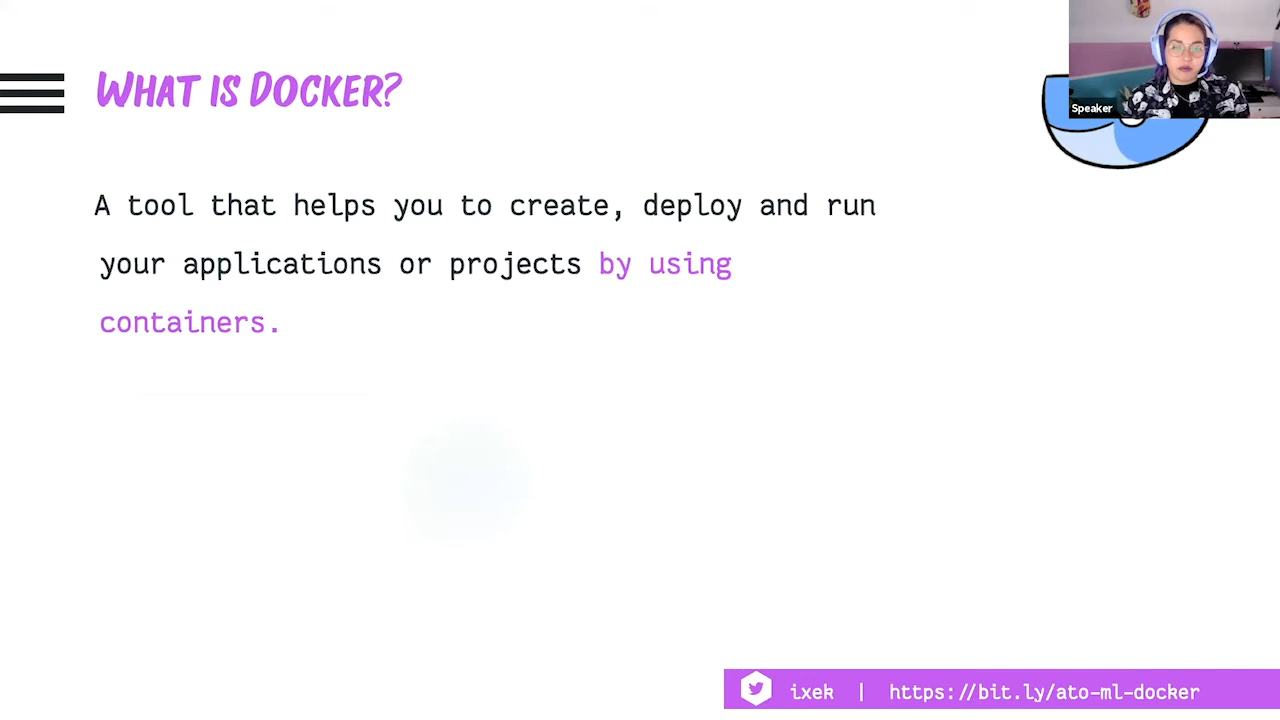 What is Docker?
Speaker
A tool that helps you to create, deploy and run
your applications or projects by using
containers.
ixek | https://bit.ly/ato-ml-docker